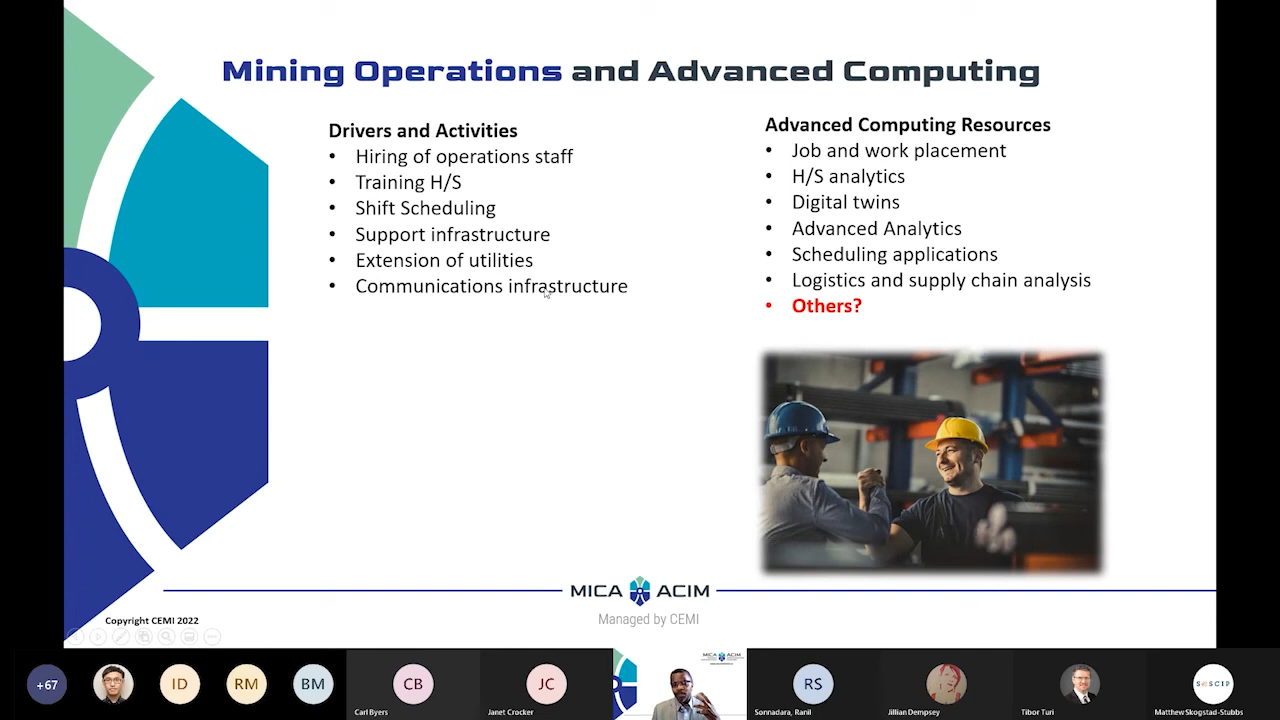 Mining Operations and Advanced Computing
Drivers and Activities
• Hiring of operations staff
• Training H/S
• Shift Scheduling
• Support infrastructure
• Extension of utilities
• Communications infrastructure
Advanced Computing Resources
• Job and work placement
• H/S analytics
• Digital twins
• Advanced Analytics
• Scheduling applications
• Logistics and supply chain analysis
• Others?
MICA ACIM
Managed by CEMI
Copyright CEMI 2022
+67
ID
RM
BM
CB
Carl Byers
JC
Janet Crocker
MICA ACIM
RS
Sonnadara, Ranil
Jillian Dempsey
Tibor Turi
SOSCIP
Matthew Skogstad-Stubbs